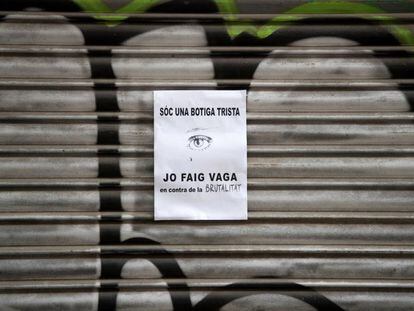 SÓC UNA BOTIGA TRISTA
JO FAIG VAGA
en contra de la BRUTALITAT